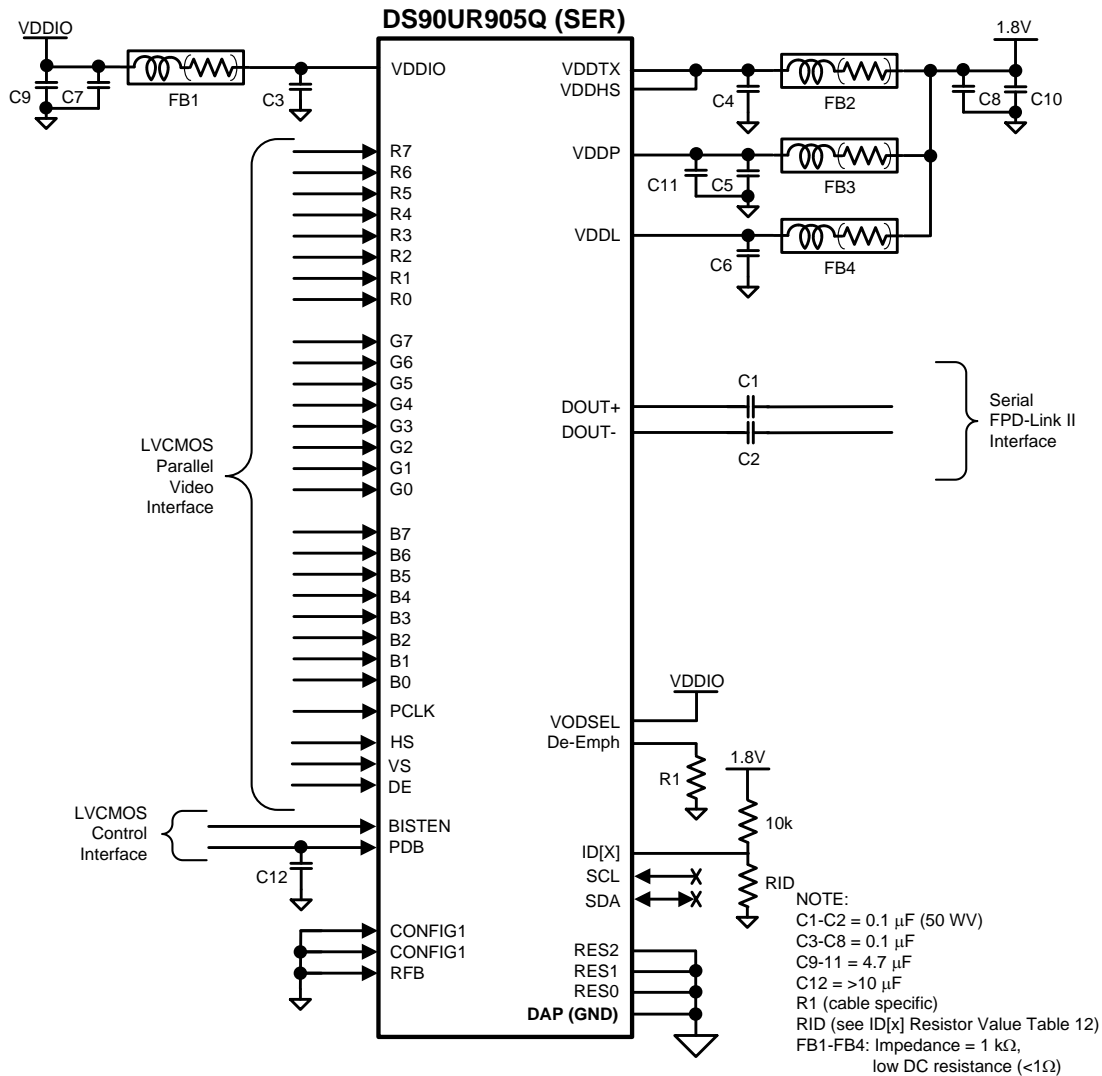 DS90UR905Q (SER)
VDDIO
C9
C7
FB1
C3
VDDIO
VDDTX
VDDHS
C4
FB2
1.8V
C8
C10
VDDP
C11
C5
FB3
VDDL
C6
FB4
LVCMOS
Parallel
Video
Interface
R7
R6
R5
R4
R3
R2
R1
R0
G7
G6
G5
G4
G3
G2
G1
G0
B7
B6
B5
B4
B3
B2
B1
B0
PCLK
HS
VS
DE
DOUT+
DOUT-
C1
C2
Serial
FPD-Link II
Interface
LVCMOS
Control
Interface
BISTEN
PDB
C12
CONFIG1
CONFIG1
RFB
VDDIO
VODSEL
De-Emph
R1
1.8V
10k
ID[X]
RID
SCL
SDA
RES2
RES1
RES0
DAP (GND)
NOTE:
C1-C2 = 0.1 μF (50 WV)
C3-C8 = 0.1 μF
C9-11 = 4.7 μF
C12 = >10 μF
R1 (cable specific)
RID (see ID[x] Resistor Value Table 12)
FB1-FB4: Impedance = 1 kΩ,
low DC resistance (<1Ω)